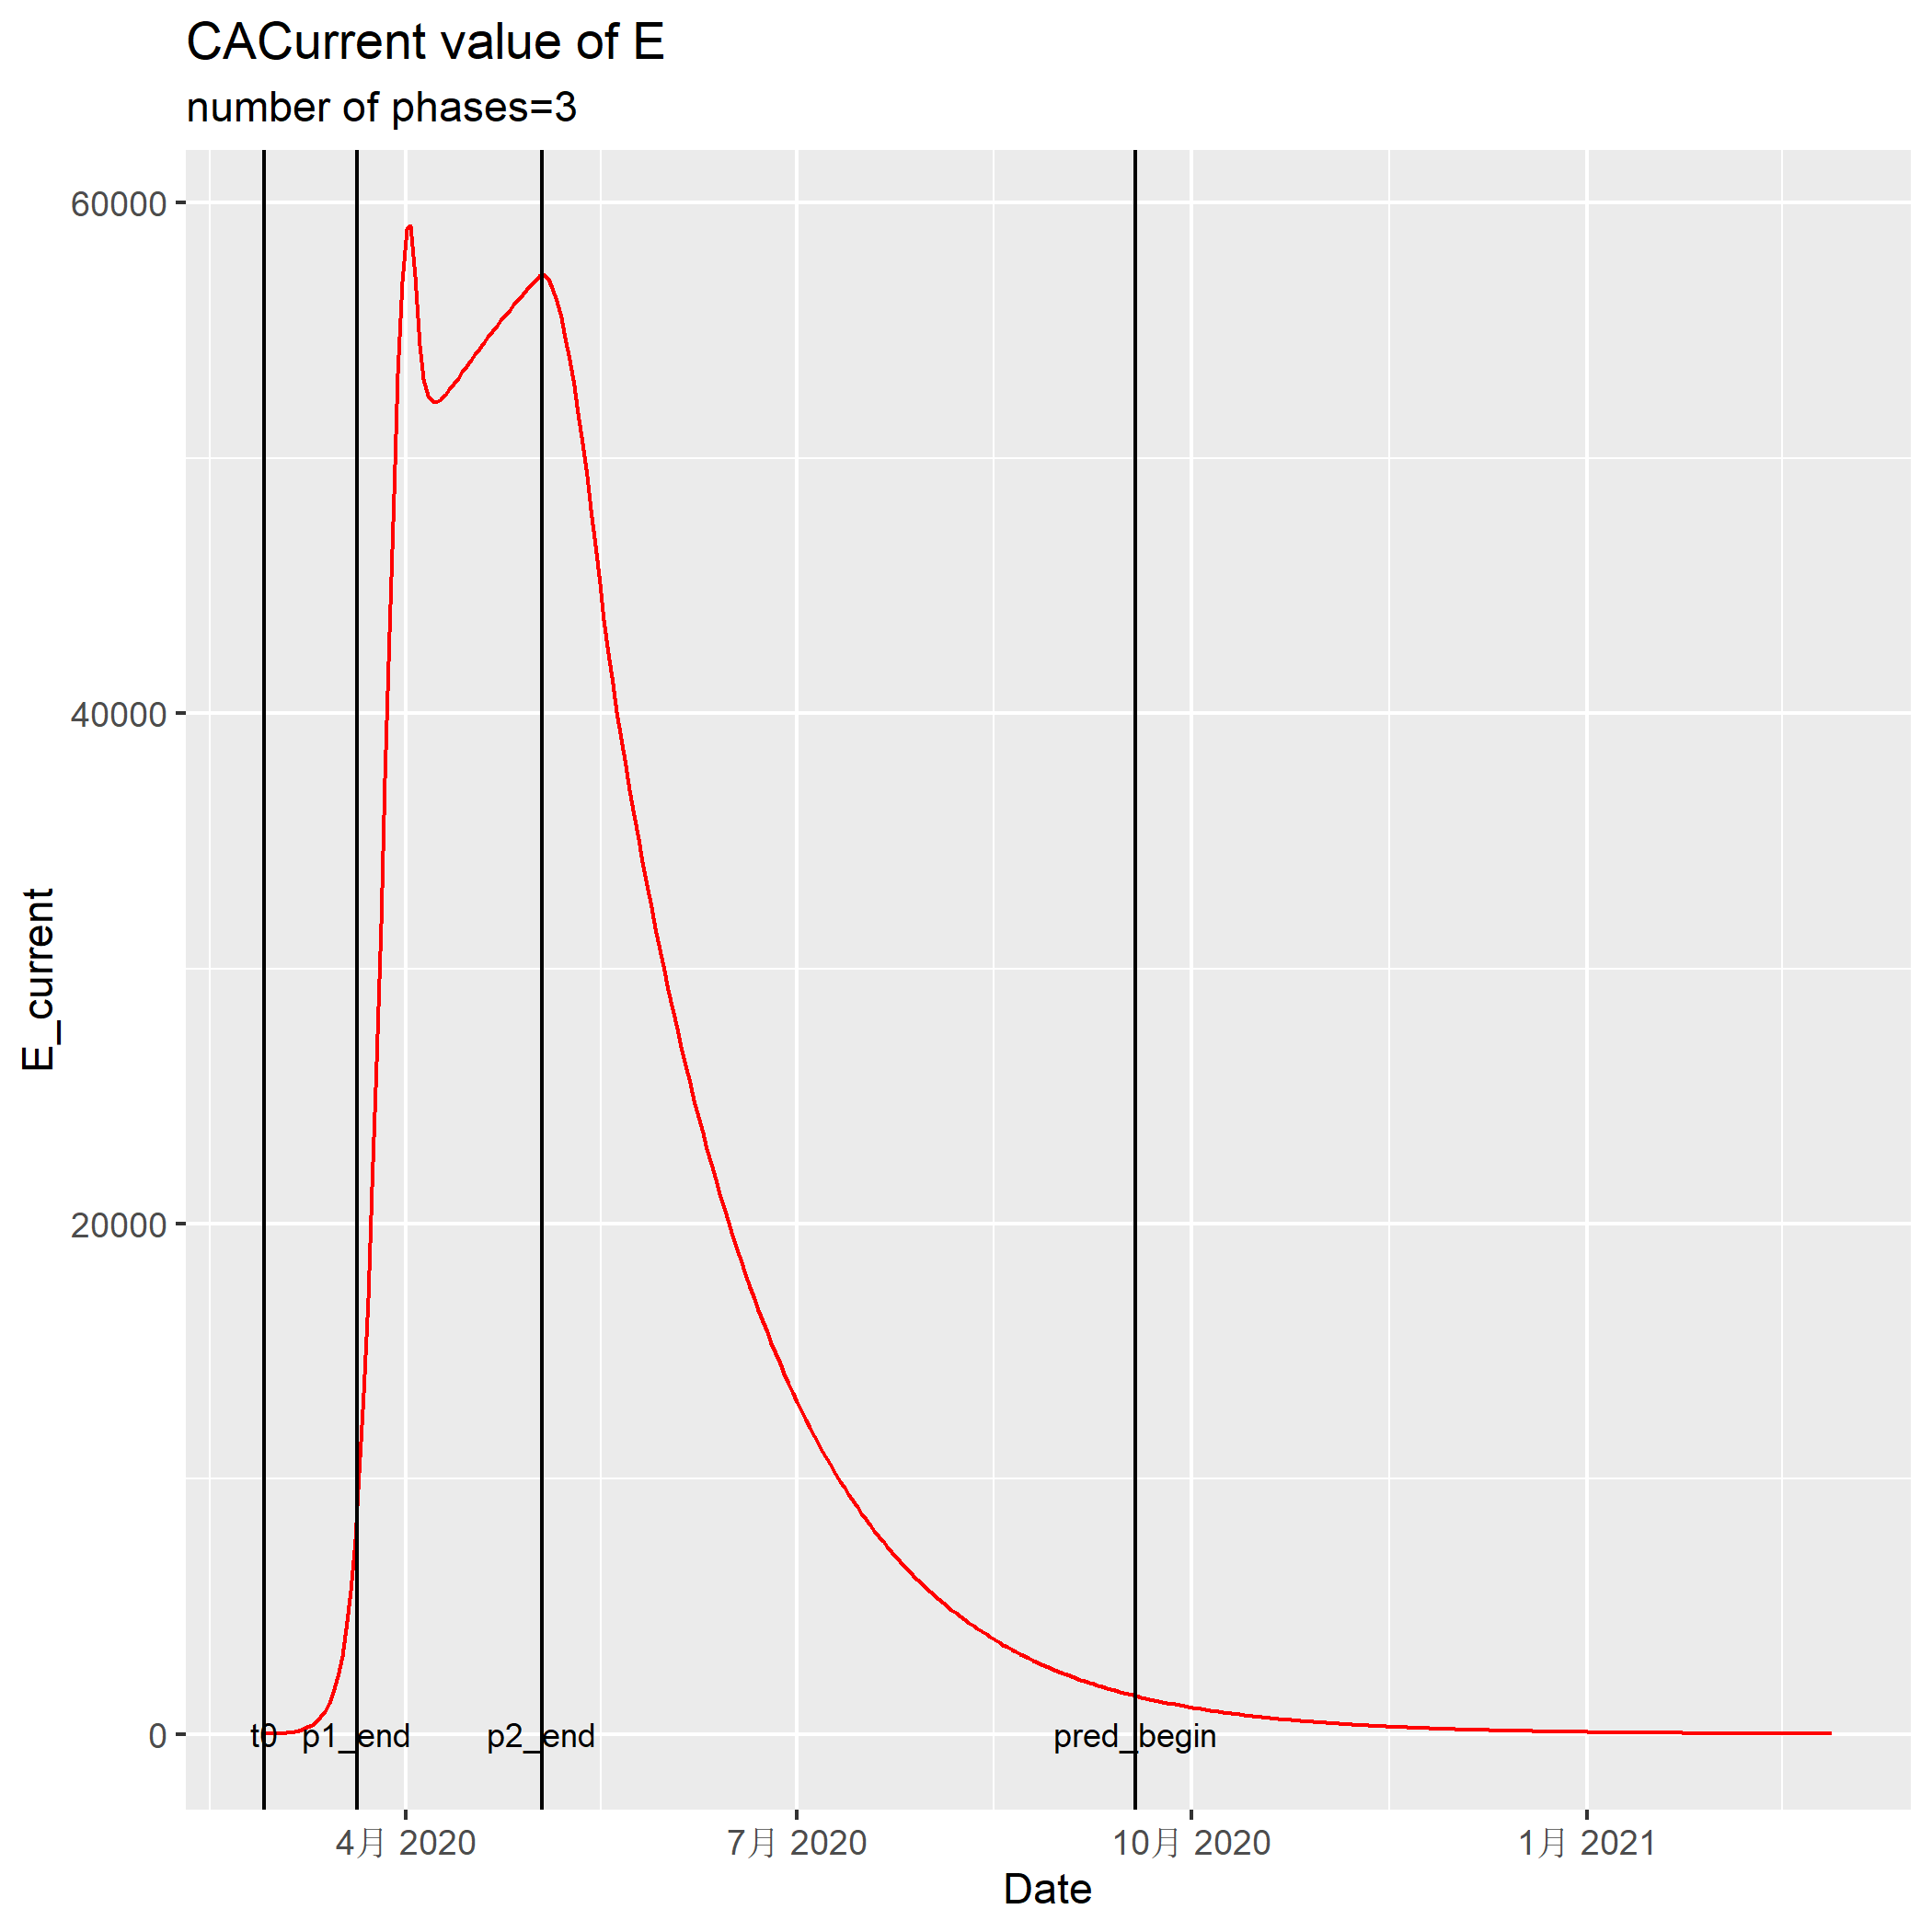 CACurrent value of E
number of phases=3
60000
40000
20000
0
E_current
t0
p1_end
p2_end
pred_begin
4月 2020
7月 2020
10月 2020
1月 2021
Date